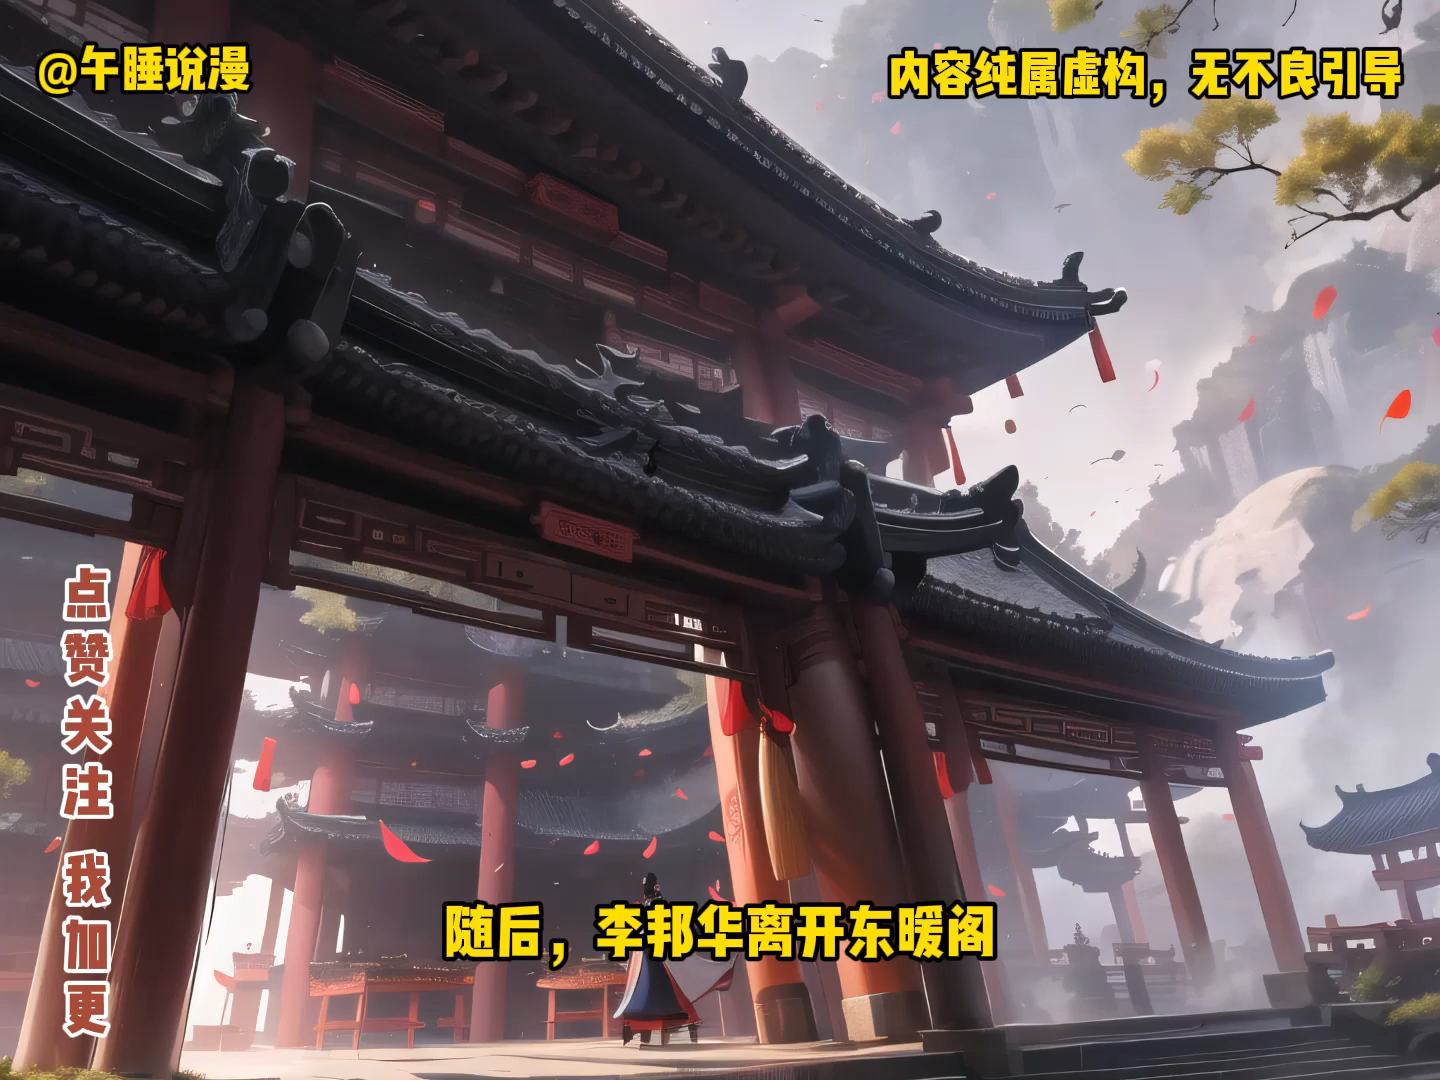 @午睡说漫
内容纯属虚构，无不良引导
点赞关注 我加更
随后，李邦华离开东暖阁